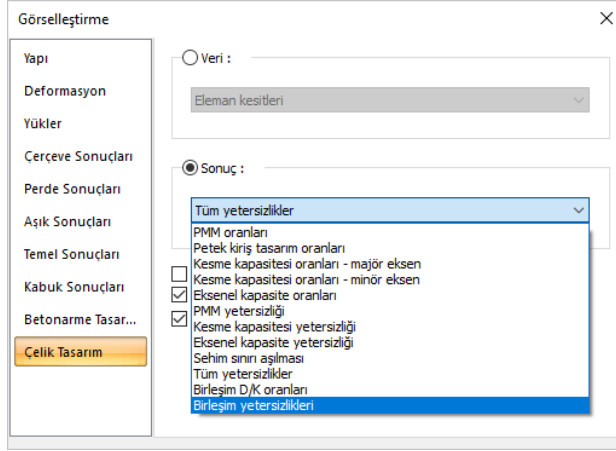 Görselleştirme
Yapı
Deformasyon
Yükler
Çerçeve Sonuçları
Perde Sonuçları
Aşık Sonuçları
Temel Sonuçları
Kabuk Sonuçları
Betonarme Tasar...
Çelik Tasarım
Veri :
Eleman kesitleri
Sonuç :
Tüm yetersizlikler
PMM oranları
Petek kiriş tasarım oranları
Kesme kapasitesi oranları - majör eksen
Kesme kapasitesi oranları - minör eksen
Eksenel kapasite oranları
PMM yetersizliği
Kesme kapasitesi yetersizliği
Eksenel kapasite yetersizliği
Sehim sınırı aşılması
Tüm yetersizlikler
Birleşim D/K oranları
Birleşim yetersizlikleri